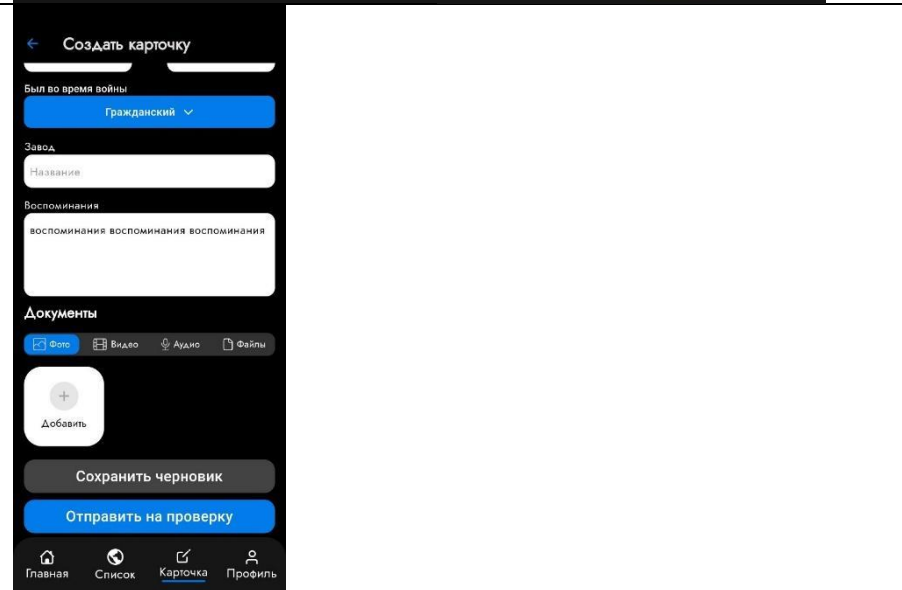 Создать карточку
Был во время войны
Гражданский
Завод
Название
Воспоминания
воспоминания воспоминания воспоминания
Документы
Фото Видео Аудио Файлы
Добавить
Сохранить черновик
Отправить на проверку
Главная Список Карточка Профиль